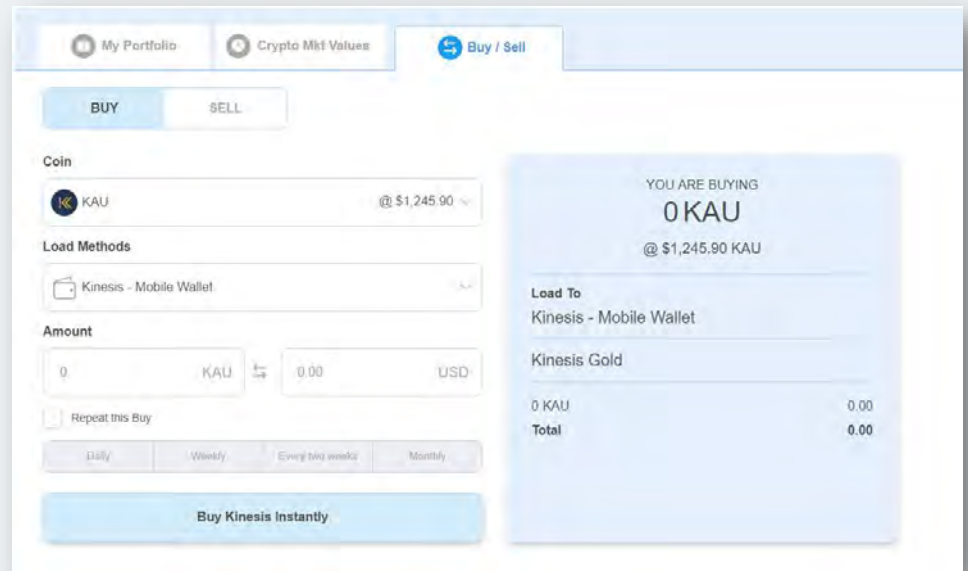 My Portfolio
Crypto Mkt Values
Buy / Sell
BUY
SELL
Coin
KAU
@ $1,245.90
Load Methods
Kinesis - Mobile Wallet
Amount
0 KAU
0.00 USD
Repeat this Buy
Daily
Weekly
Every two weeks
Monthly
Buy Kinesis Instantly
YOU ARE BUYING
0 KAU
@ $1,245.90 KAU
Load To
Kinesis - Mobile Wallet
Kinesis Gold
0 KAU 0.00
Total 0.00